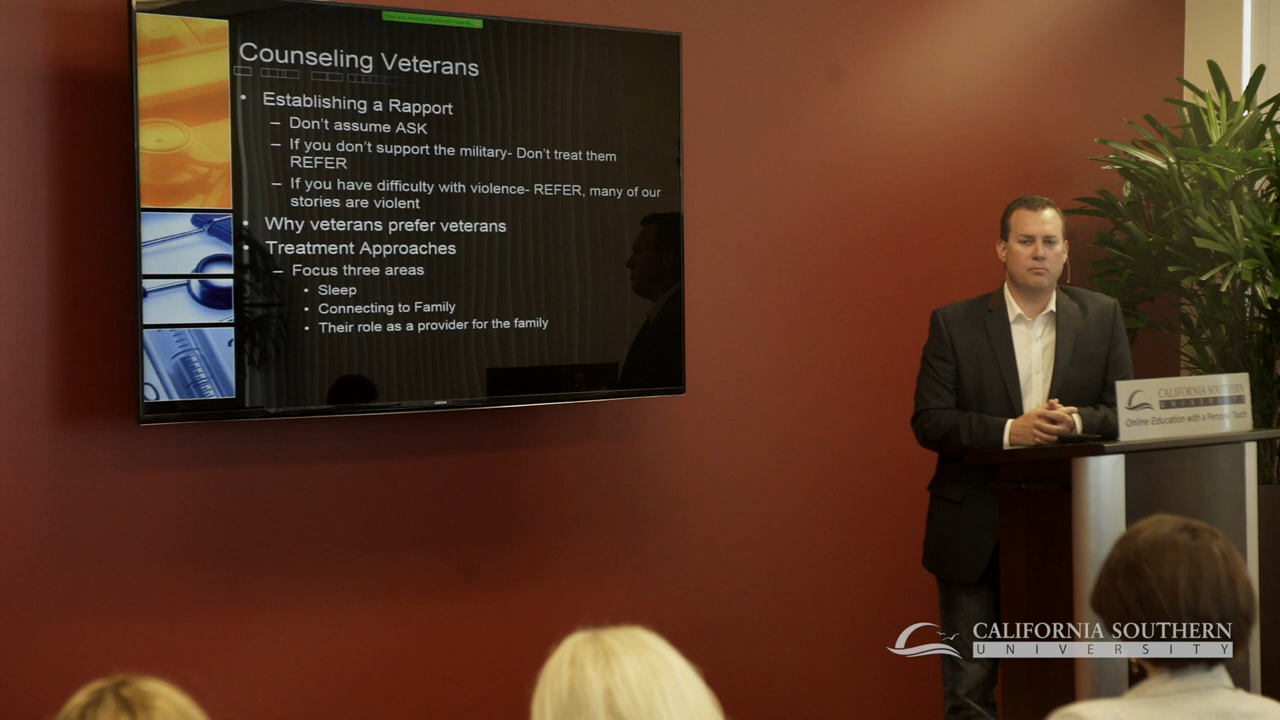 Counseling Veterans
• Establishing a Rapport
– Don't assume ASK
– If you don't support the military- Don't treat them
REFER
– If you have difficulty with violence- REFER, many of our
stories are violent
• Why veterans prefer veterans
• Treatment Approaches
– Focus three areas
• Sleep
• Connecting to Family
• Their role as a provider for the family
CALIFORNIA SOUTHERN
UNIVERSITY
Online Education with a Personal Touch
CALIFORNIA SOUTHERN
UNIVERSITY